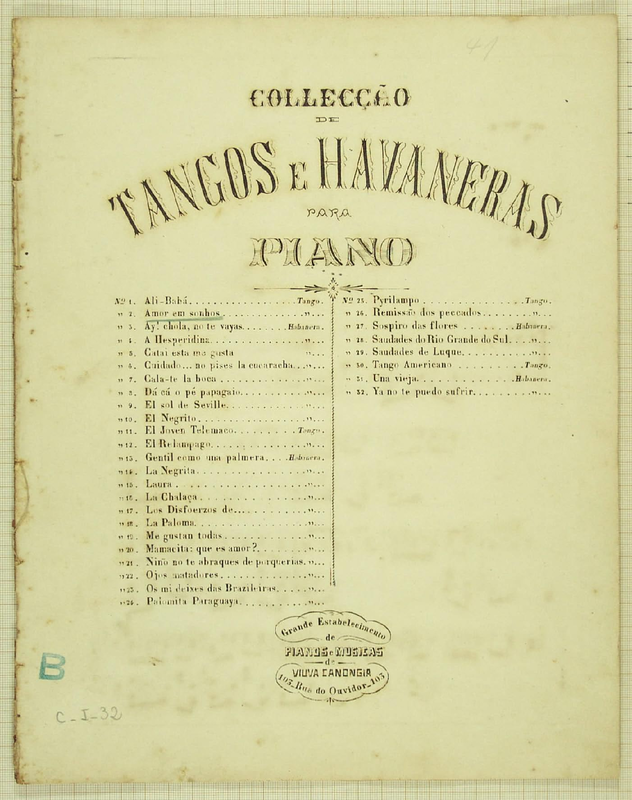 COLLECÇÃO
DE
TANGOS E HAVANERAS
PARA
PIANO
Nº 1. Ali-Babá. Tango.
" 2. Amor em sonhos. "
" 3. Ay! chola, no te vayas. Habanera.
" 4. A Hesperidina. "
" 5. Catai esta me gusta "
" 6. Cuidado... no pises la cucaracha. "
" 7. Cala-te la boca "
" 8. Dá cá o pé papagaio. "
" 9. El sol de Seville. "
" 10. El Negrito. "
" 11. El Joven Telemaco. Tango.
" 12. El Relampago. "
" 13. Gentil como una palmera. Habanera.
" 14. La Negrita. "
" 15. Laura "
" 16. La Chalaça "
" 17. Los Disfoerzos de... "
" 18. La Paloma. "
" 19. Me gustan todas "
" 20. Mamacita: que es amor? "
" 21. Niño no te abraques de porquerias. "
" 22. Ojos matadores "
" 23. Os mi deixes das Brazileiras. "
" 24. Palomita Paraguaya. "
Nº 25. Pyrilampo Tango.
" 26. Remissão dos peccados. "
" 27. Sospiro das flores Habanera.
" 28. Saudades do Rio Grande do Sul. "
" 29. Saudades de Luque. "
" 30. Tango Americano Tango.
" 31. Una vieja. Habanera.
" 32. Ya no te puedo sufrir. "
Grande Estabelecimento
de
PIANOS e MUSICAS
de
VIUVA CANONGIA
103-Rua do Ouvidor-103
B
C-I-32